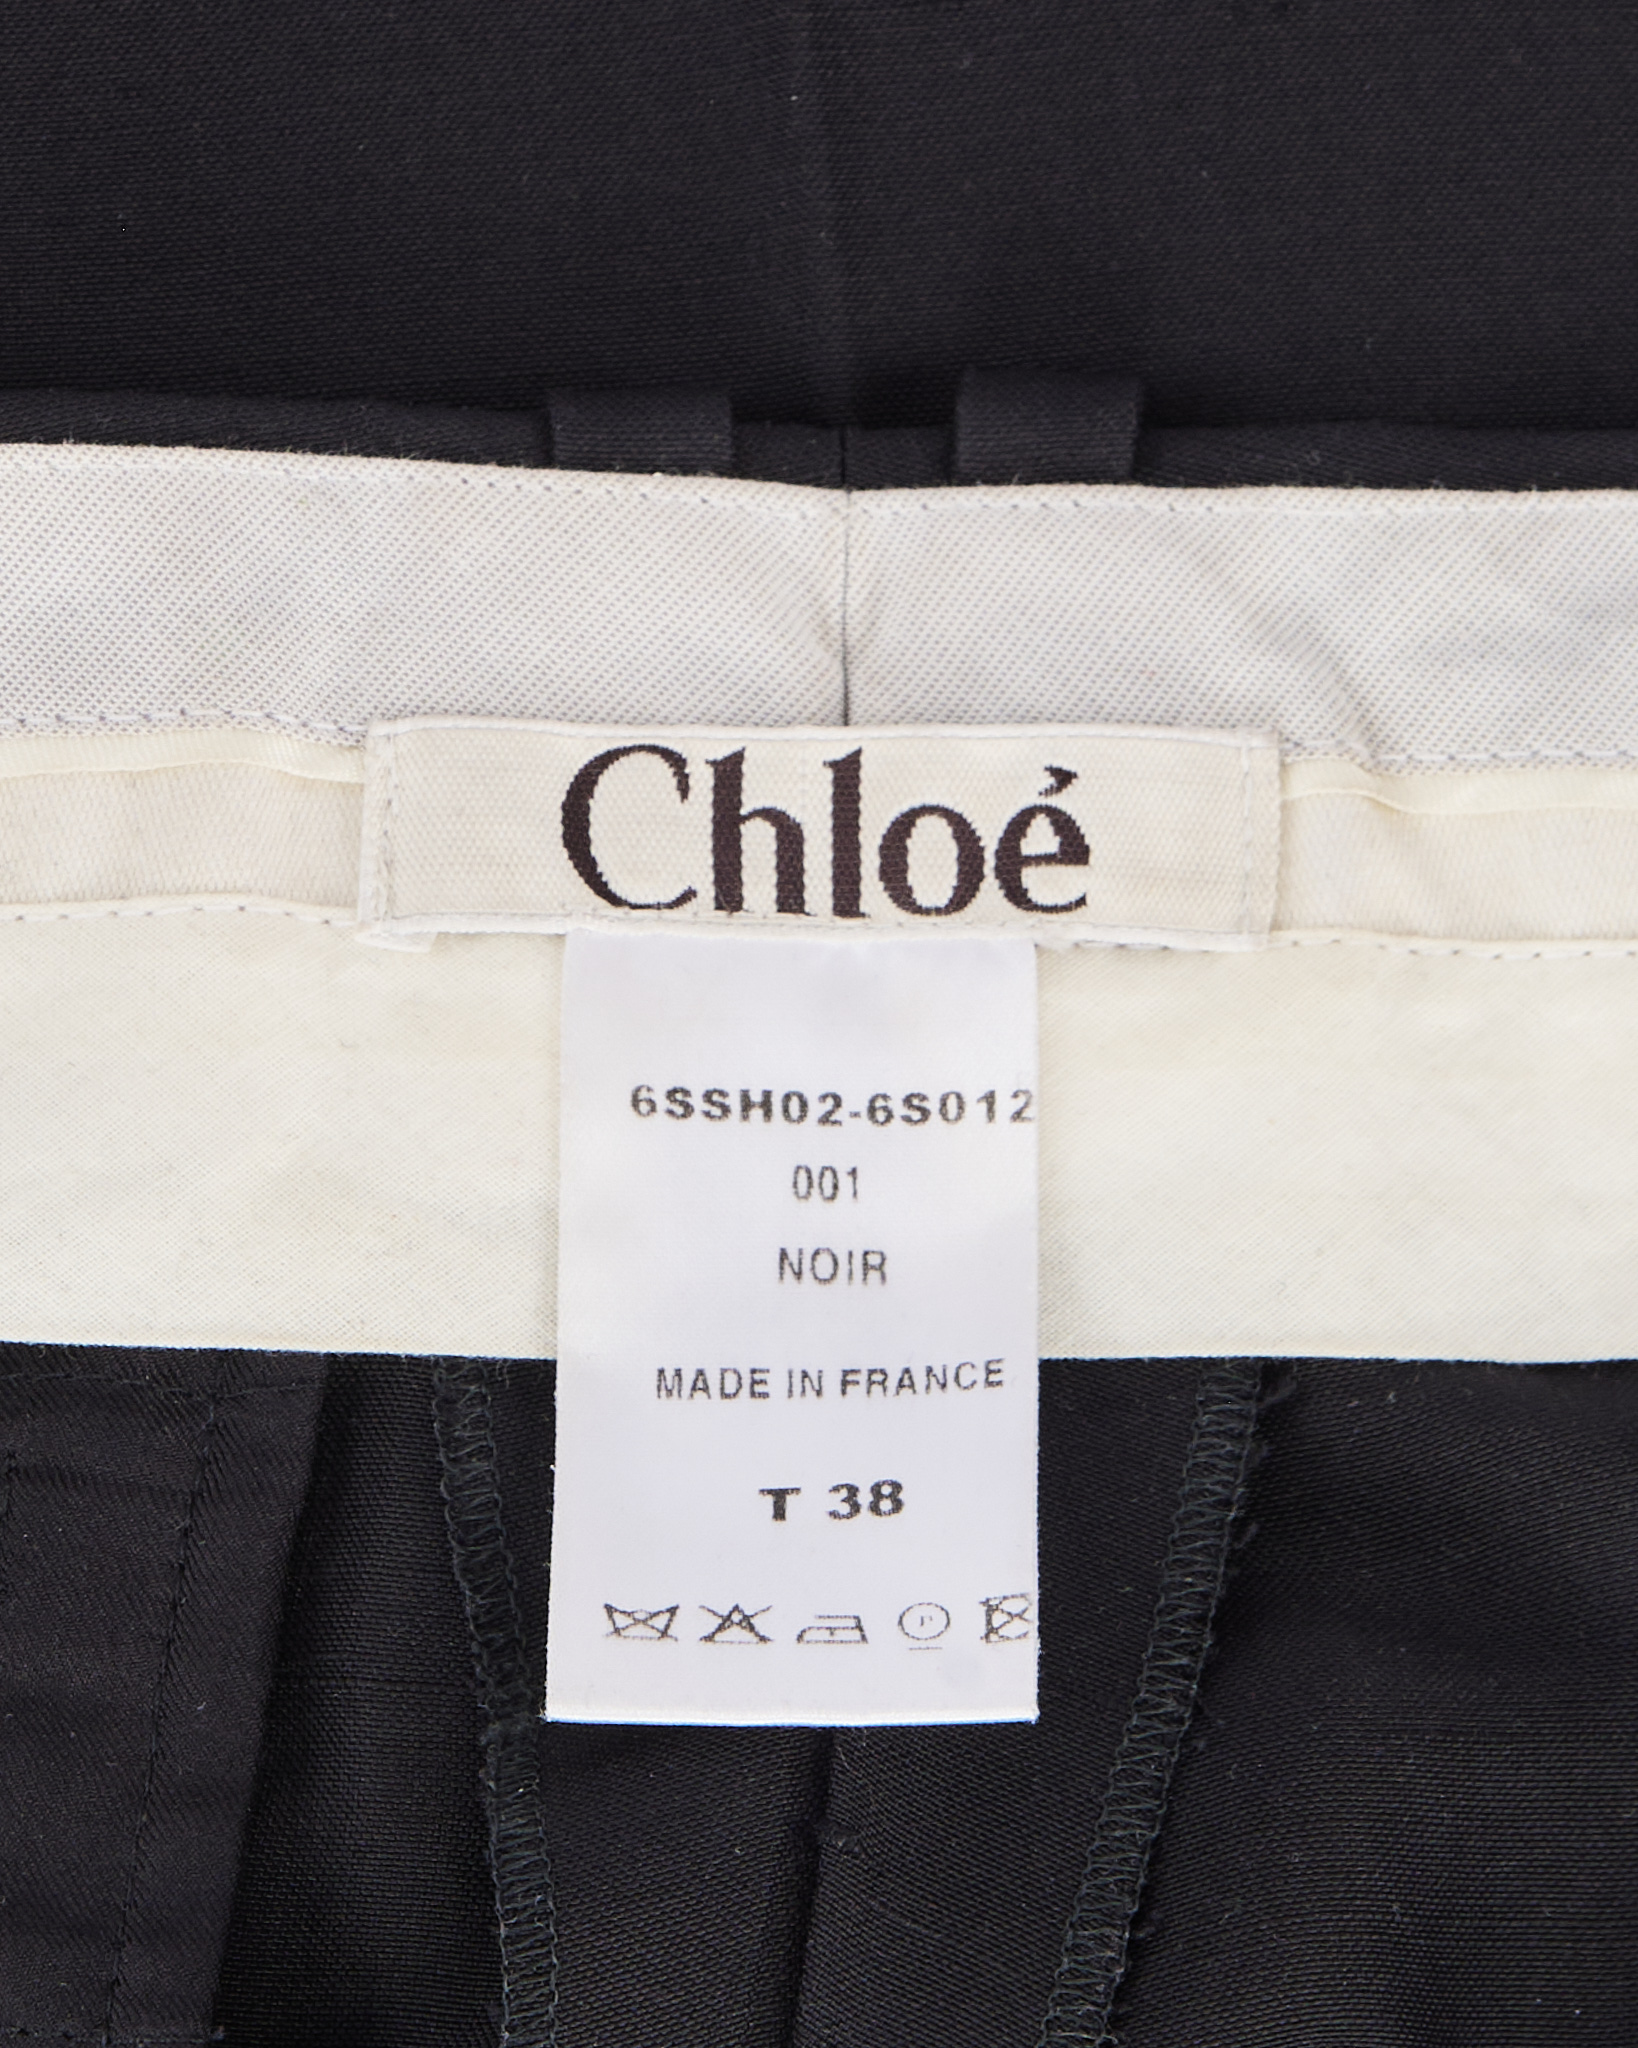 Chloé
6SSH02-6S012
001
NOIR
MADE IN FRANCE
T 38